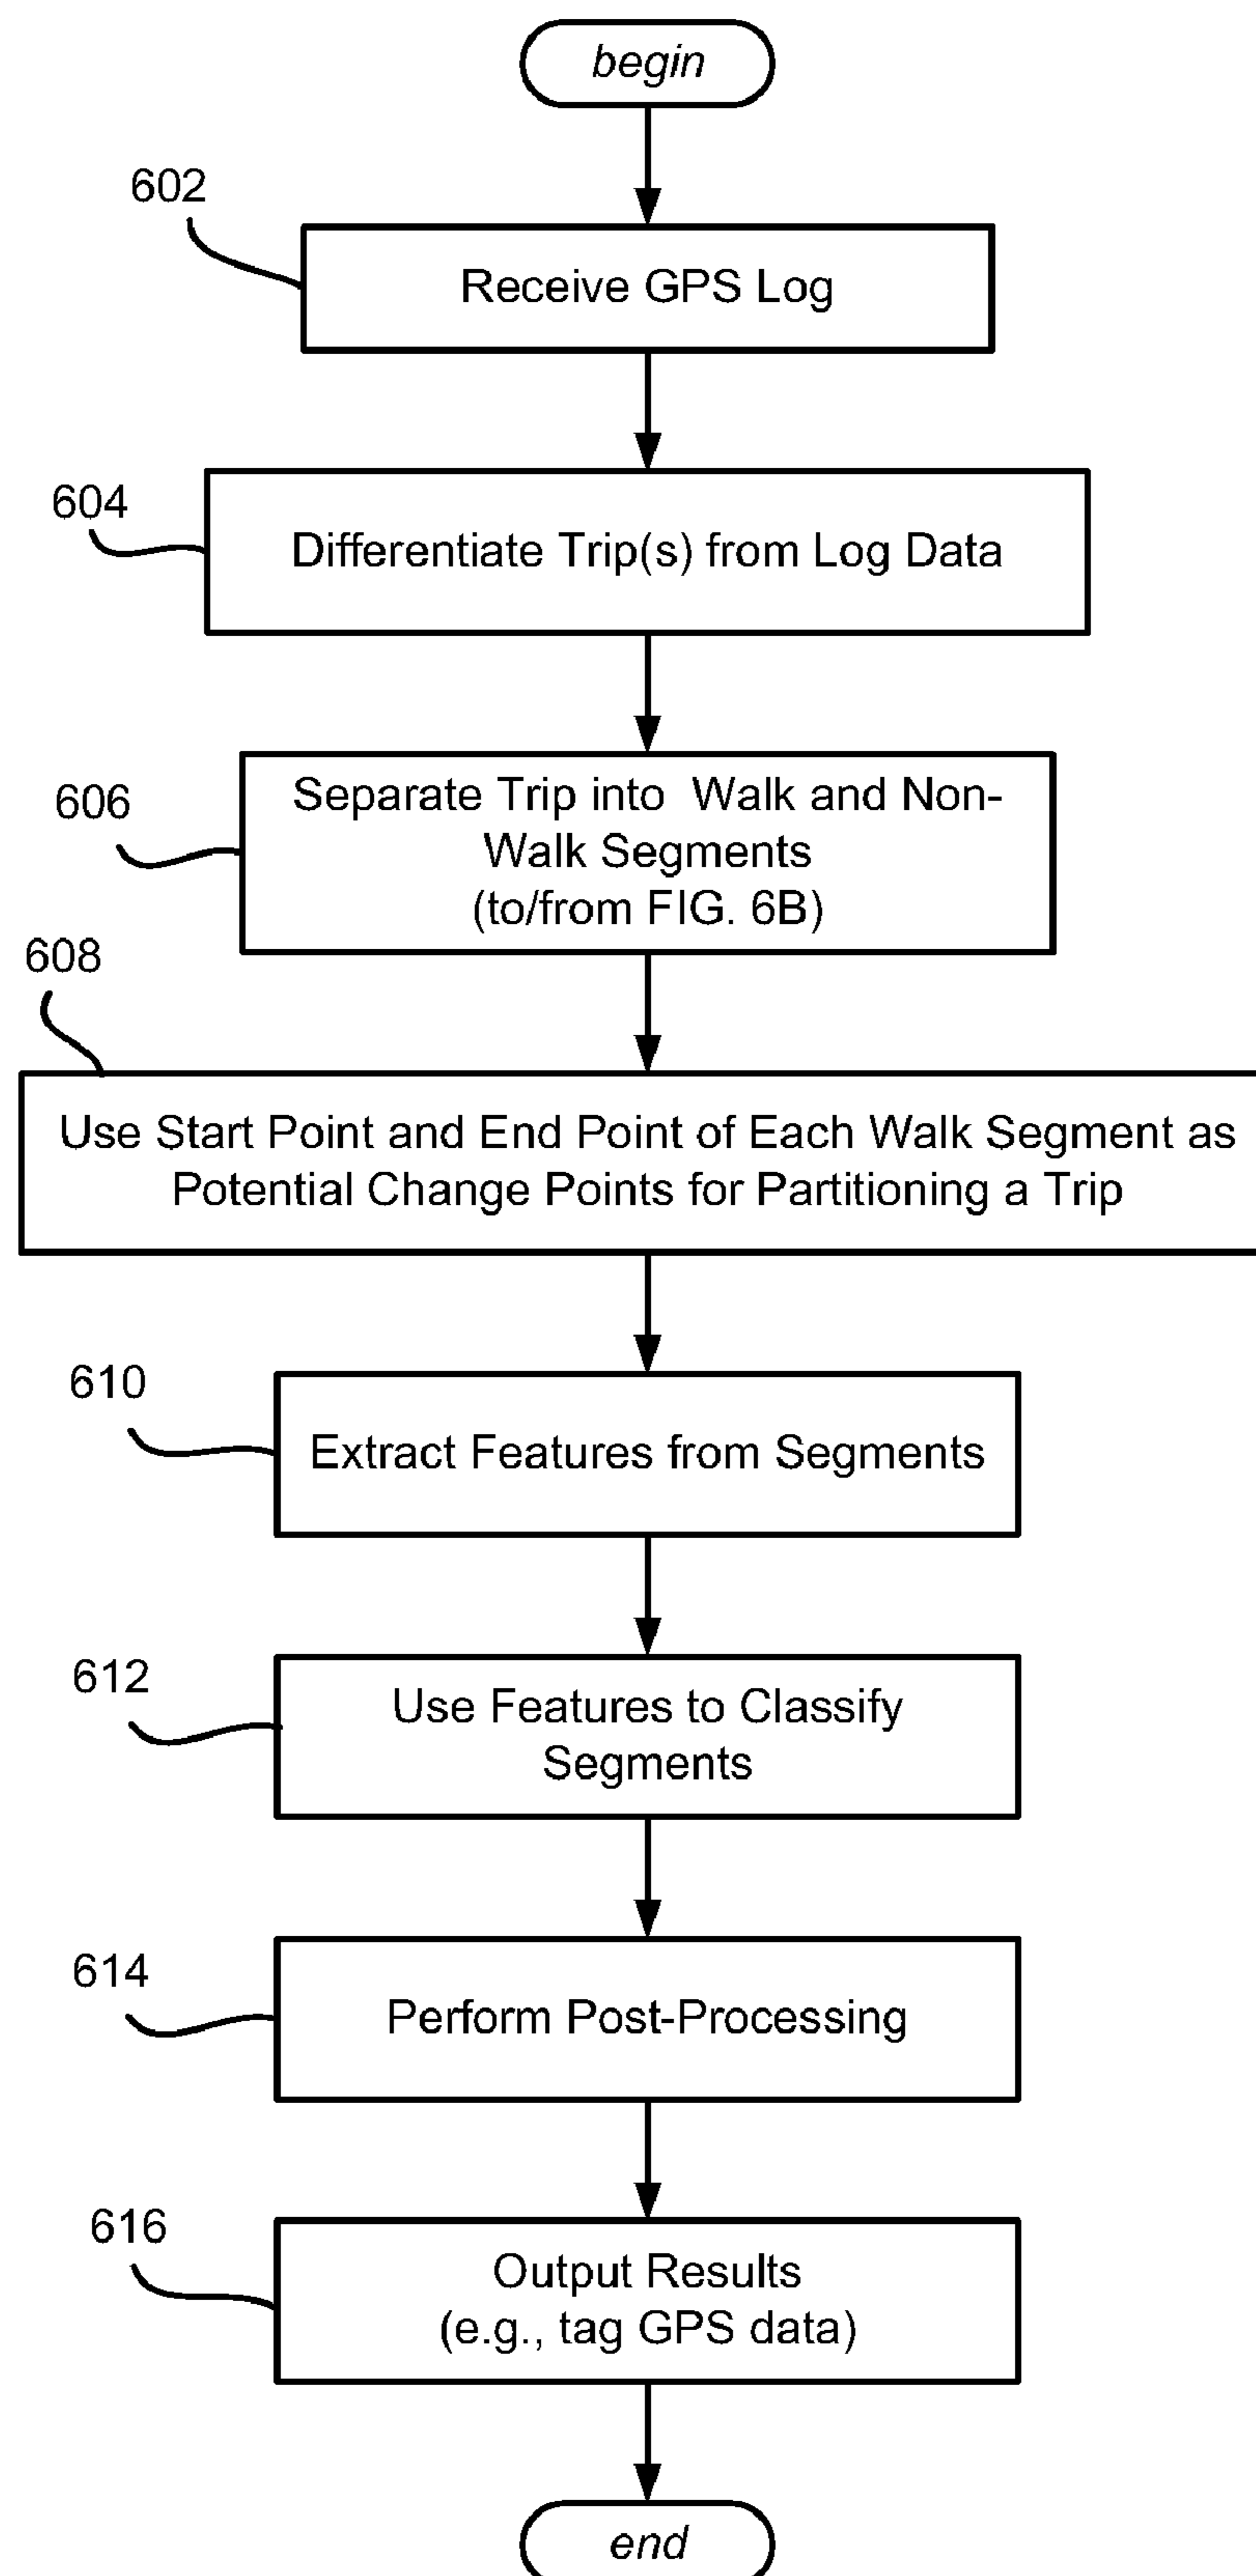 begin
602
Receive GPS Log
604
Differentiate Trip(s) from Log Data
606
Separate Trip into Walk and Non-
Walk Segments
(to/from FIG. 6B)
608
Use Start Point and End Point of Each Walk Segment as
Potential Change Points for Partitioning a Trip
610
Extract Features from Segments
612
Use Features to Classify
Segments
614
Perform Post-Processing
616
Output Results
(e.g., tag GPS data)
end